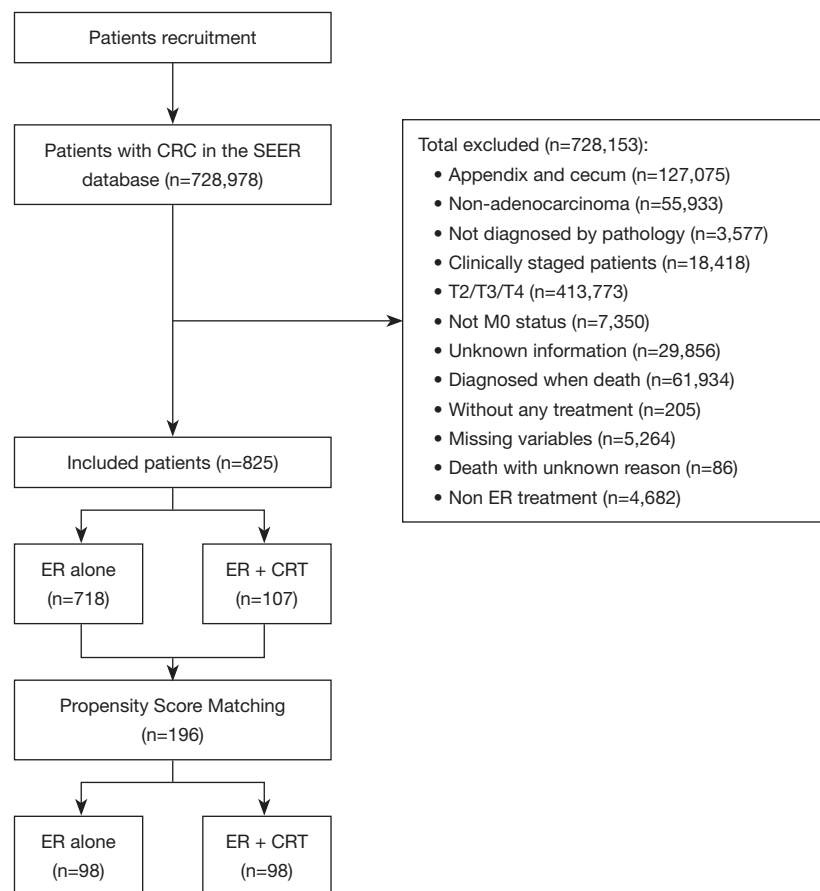 Patients recruitment
Patients with CRC in the SEER
database (n=728,978)
Total excluded (n=728,153):
• Appendix and cecum (n=127,075)
• Non-adenocarcinoma (n=55,933)
• Not diagnosed by pathology (n=3,577)
• Clinically staged patients (n=18,418)
• T2/T3/T4 (n=413,773)
• Not M0 status (n=7,350)
• Unknown information (n=29,856)
• Diagnosed when death (n=61,934)
• Without any treatment (n=205)
• Missing variables (n=5,264)
• Death with unknown reason (n=86)
• Non ER treatment (n=4,682)
Included patients (n=825)
ER alone
(n=718)
ER + CRT
(n=107)
Propensity Score Matching
(n=196)
ER alone
(n=98)
ER + CRT
(n=98)